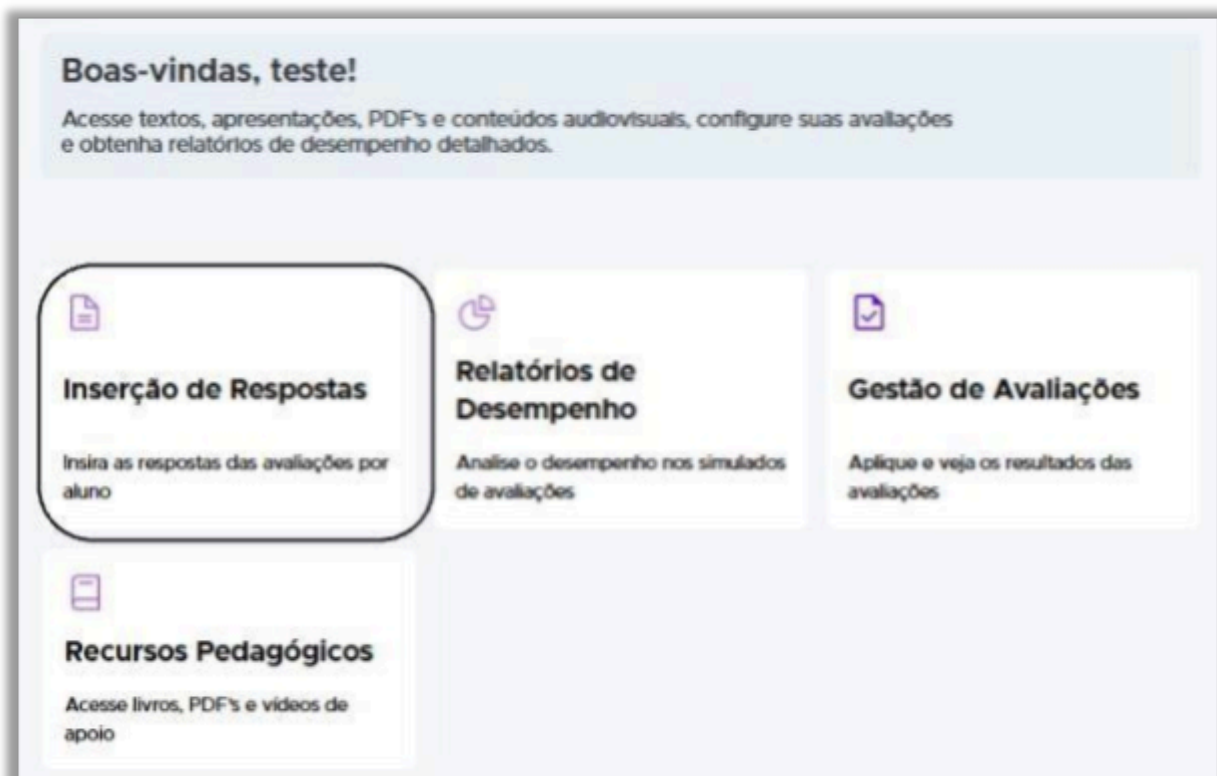 Boas-vindas, teste!
Acesse textos, apresentações, PDF's e conteúdos audiovisuais, configure suas avaliações
e obtenha relatórios de desempenho detalhados.
Inserção de Respostas
Insira as respostas das avaliações por
aluno
Relatórios de
Desempenho
Analise o desempenho nos simulados
de avaliações
Gestão de Avaliações
Aplique e veja os resultados das
avaliações
Recursos Pedagógicos
Acesse livros, PDF's e vídeos de
apoio